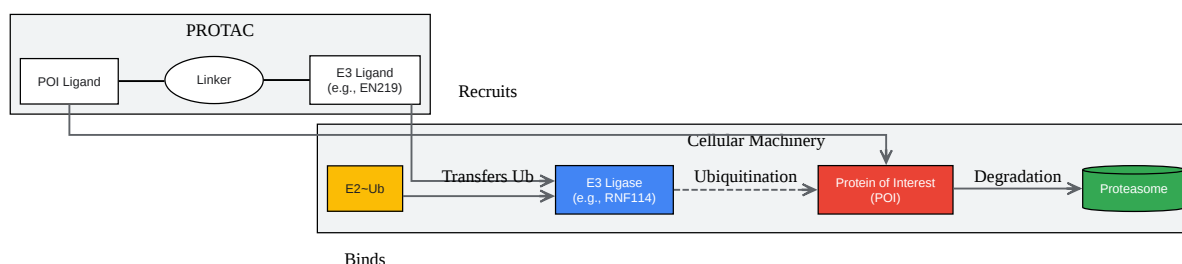 PROTAC
POI Ligand
Linker
E3 Ligand
(e.g., EN219)
Recruits
Cellular Machinery
E2~Ub
Transfers Ub
E3 Ligase
(e.g., RNF114)
Ubiquitination
Protein of Interest
(POI)
Degradation
Proteasome
Binds